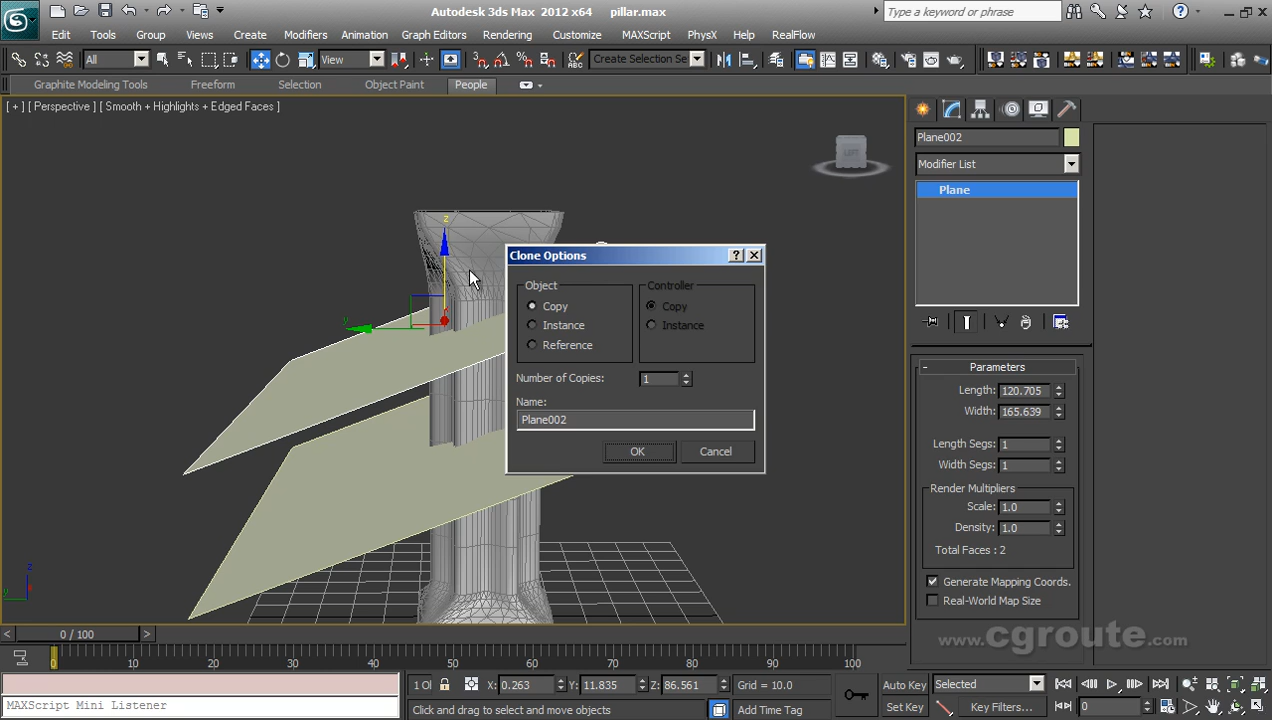 Autodesk 3ds Max 2012 x64 pillar.max
Type a keyword or phrase
Edit Tools Group Views Create Modifiers Animation Graph Editors Rendering Customize MAXScript PhysX Help RealFlow
All View Create Selection Se
Graphite Modeling Tools Freeform Selection Object Paint People
[ + ] [ Perspective ] [ Smooth + Highlights + Edged Faces ]
LEFT
Plane002
Modifier List
Plane
z
y
Clone Options
Object
Copy
Instance
Reference
Controller
Copy
Instance
Number of Copies: 1
Name:
Plane002
OK Cancel
- Parameters
Length: 120.705
Width: 165.639
Length Segs: 1
Width Segs: 1
Render Multipliers
Scale: 1.0
Density: 1.0
Total Faces : 2
Generate Mapping Coords.
Real-World Map Size
z
y
www.cgroute.com
< 0 / 100 >
0 10 20 30 40 50 60 70 80 90 100
1 Ol X: 0.263 Y: 11.835 Z: 86.561 Grid = 10.0 Auto Key Selected
MAXScript Mini Listener Click and drag to select and move objects Add Time Tag Set Key Key Filters... 0